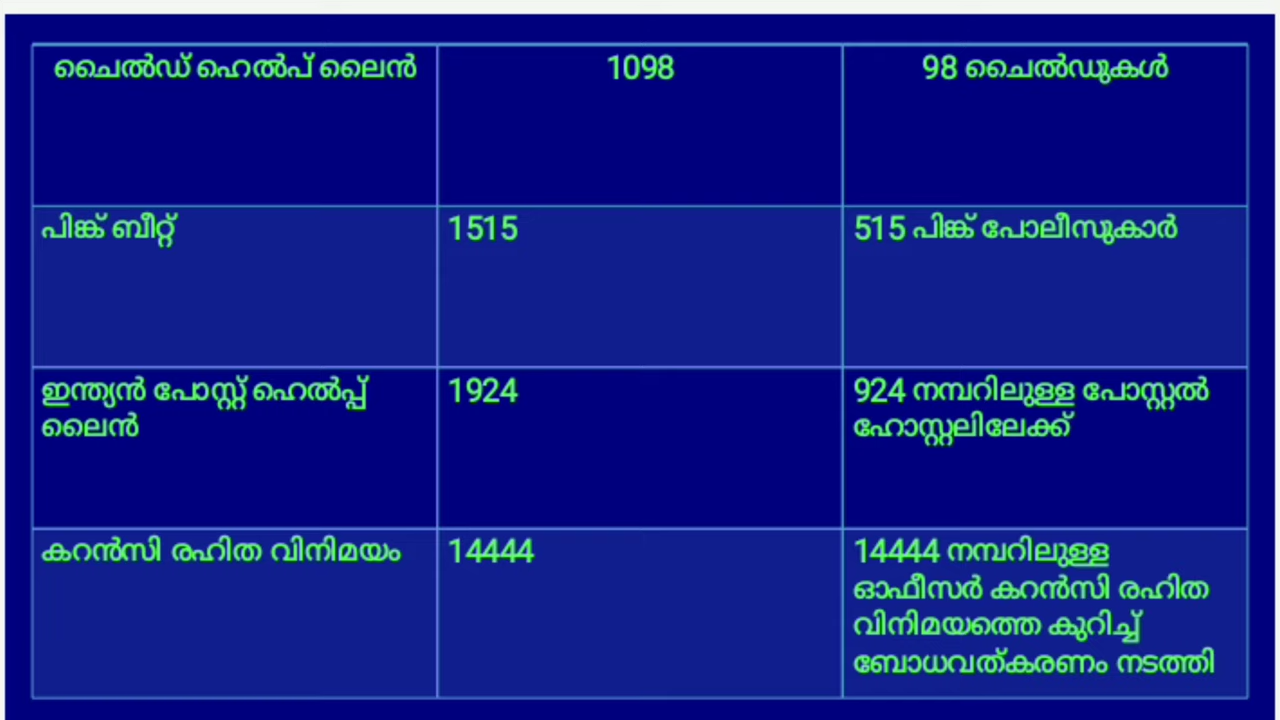 ചൈൽഡ് ഹെൽപ് ലൈൻ 1098 98 ചൈൽഡുകൾ
പിങ്ക് ബീറ്റ് 1515 515 പിങ്ക് പോലീസുകാർ
ഇന്ത്യൻ പോസ്റ്റ് ഹെൽപ്പ് 1924 924 നമ്പറിലുള്ള പോസ്റ്റൽ
ലൈൻ ഹോസ്റ്റലിലേക്ക്
കറൻസി രഹിത വിനിമയം 14444 14444 നമ്പറിലുള്ള
ഓഫീസർ കറൻസി രഹിത
വിനിമയത്തെ കുറിച്ച്
ബോധവത്കരണം നടത്തി